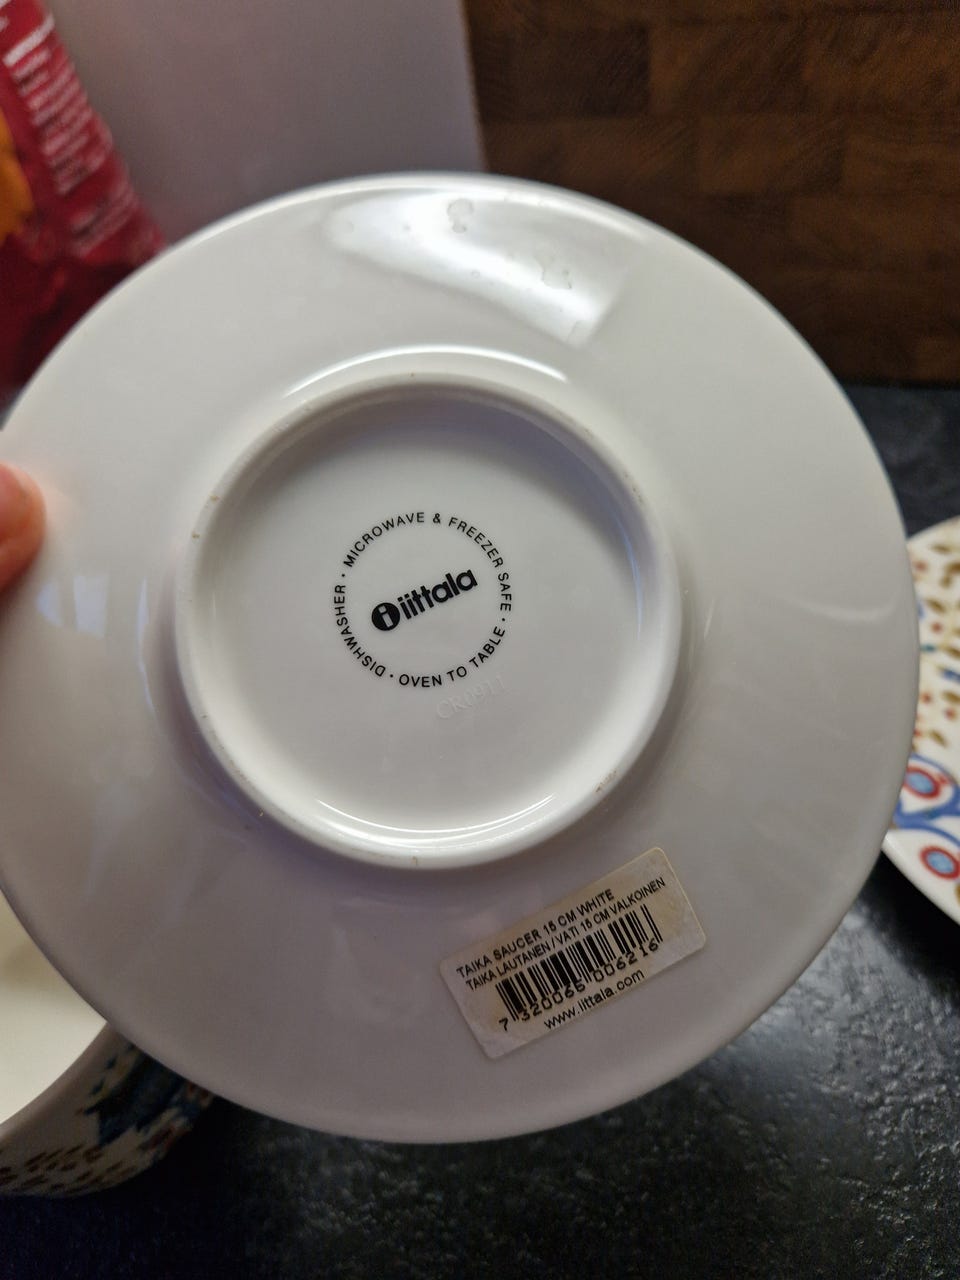 DISHWASHER • MICROWAVE & FREEZER SAFE • OVEN TO TABLE •
iittala
CR0911
TAIKA SAUCER 15 CM WHITE
TAIKA LAUTANEN / VATI 15 CM VALKOINEN
7 320065 006216
www.iittala.com